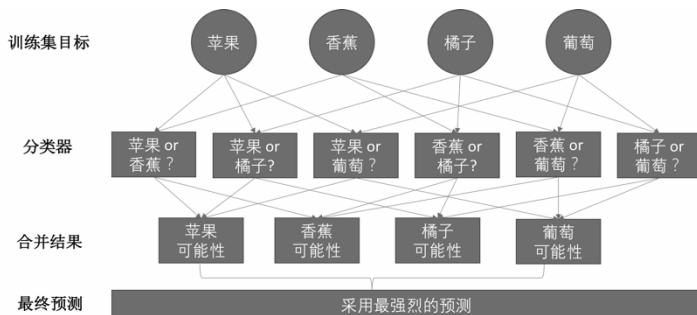 训练集目标
苹果 香蕉 橘子 葡萄
分类器
苹果 or 苹果 or 苹果 or 香蕉 or 香蕉 or 橘子 or
香蕉？ 橘子? 葡萄？ 橘子? 葡萄？ 葡萄？
合并结果
苹果 香蕉 橘子 葡萄
可能性 可能性 可能性 可能性
最终预测
采用最强烈的预测